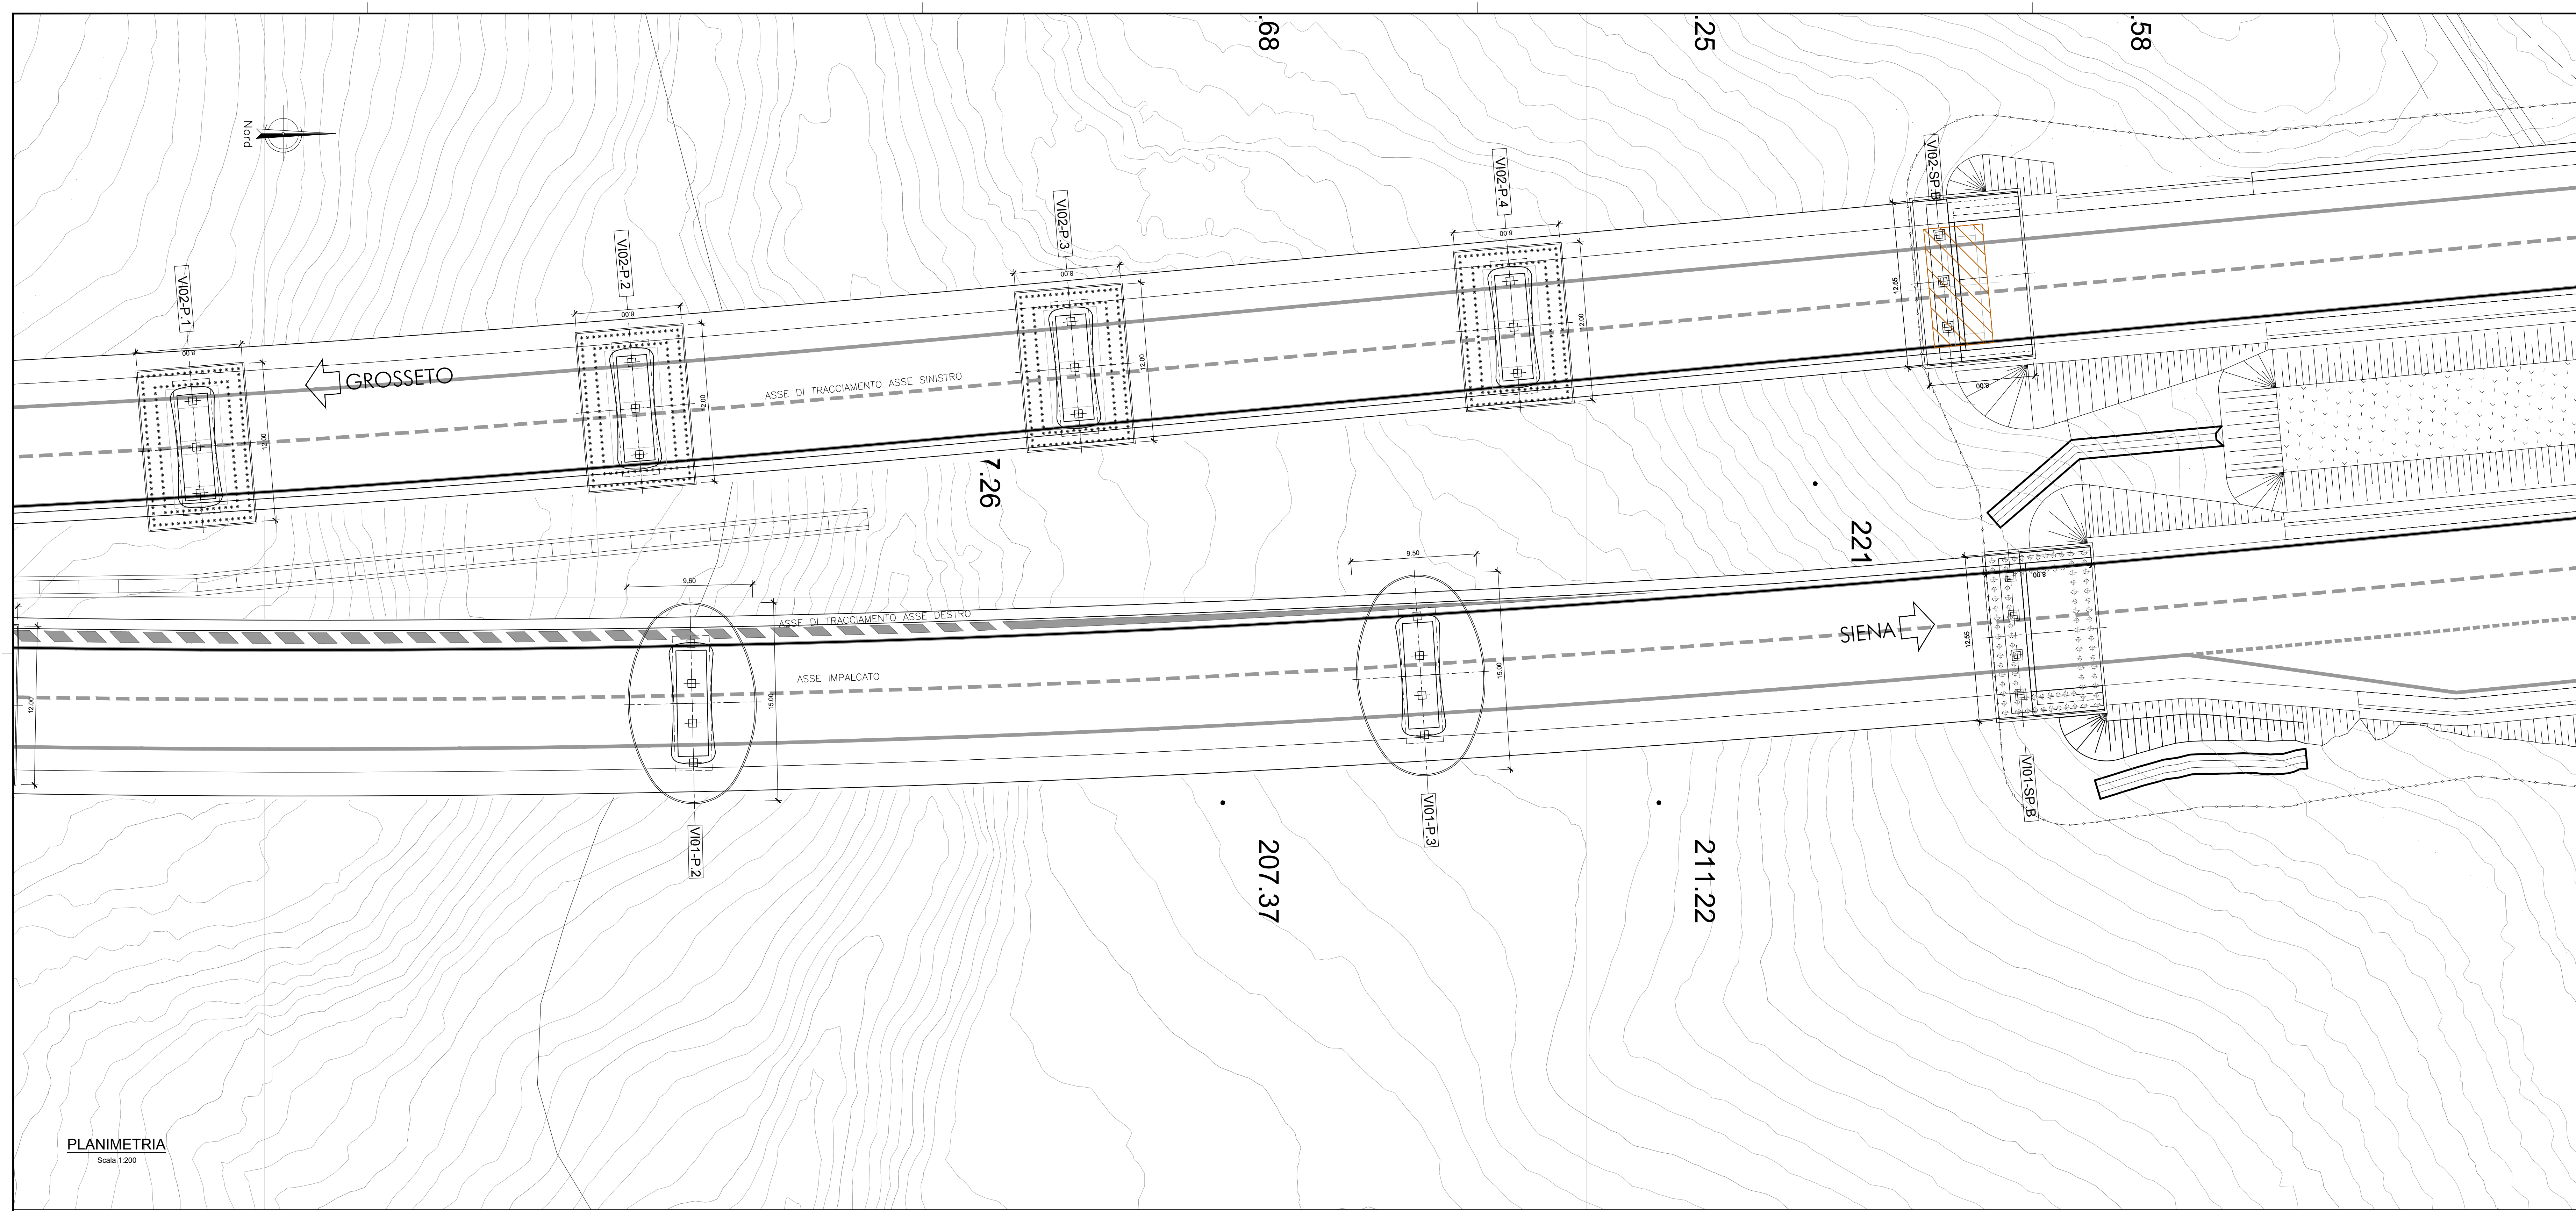 .68
.25
.58
Nord
VI02-SP.B
VI02-P.4
VI02-P.3
VI02-P.2
VI02-P.1
8.00
8.00
8.00
8.00
12.55
12.00
12.00
12.00
12.00
8.00
GROSSETO
ASSE DI TRACCIAMENTO ASSE SINISTRO
7.26
221
9.50
9.50
8.00
ASSE DI TRACCIAMENTO ASSE DESTRO
SIENA
12.55
ASSE IMPALCATO
12.00
15.00
15.00
VI01-SP.B
VI01-P.3
VI01-P.2
207.37
211.22
PLANIMETRIA
Scala 1:200